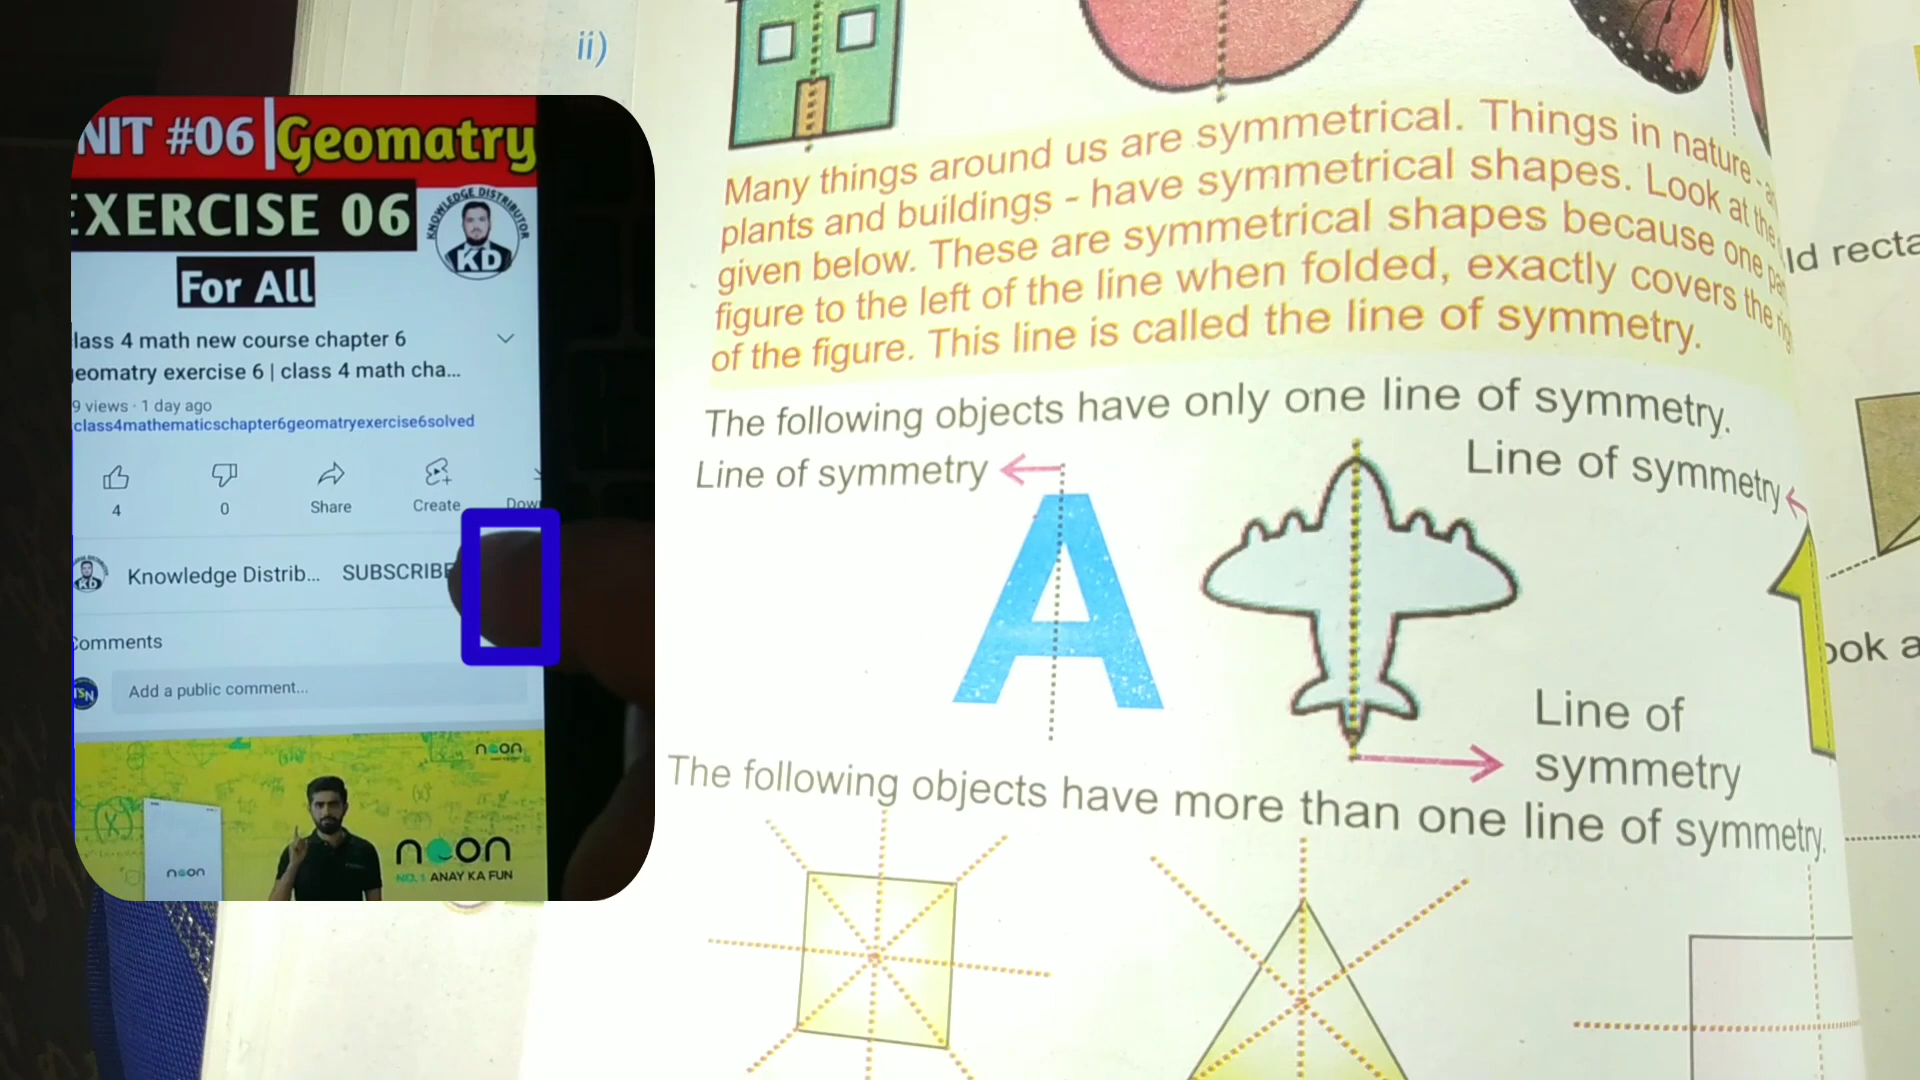 NIT #06 | Geomatry
EXERCISE 06
KNOWLEDGE DISTRIBUTOR
KD
For All
lass 4 math new course chapter 6
eomatry exercise 6 | class 4 math cha...
9 views · 1 day ago
class4mathematicschapter6geomatryexercise6solved
4
0
Share
Create
Dow
Knowledge Distrib...
SUBSCRIBE
Comments
Add a public comment...
noon
noon
noon
NO.1 ANAY KA FUN
ii)
Many things around us are symmetrical. Things in nature -
plants and buildings - have symmetrical shapes. Look at the
given below. These are symmetrical shapes because one
figure to the left of the line when folded, exactly covers the
of the figure. This line is called the line of symmetry.
The following objects have only one line of symmetry.
Line of symmetry
Line of symmetry
A
Line of
symmetry
The following objects have more than one line of symmetry.
ld recta
ook a